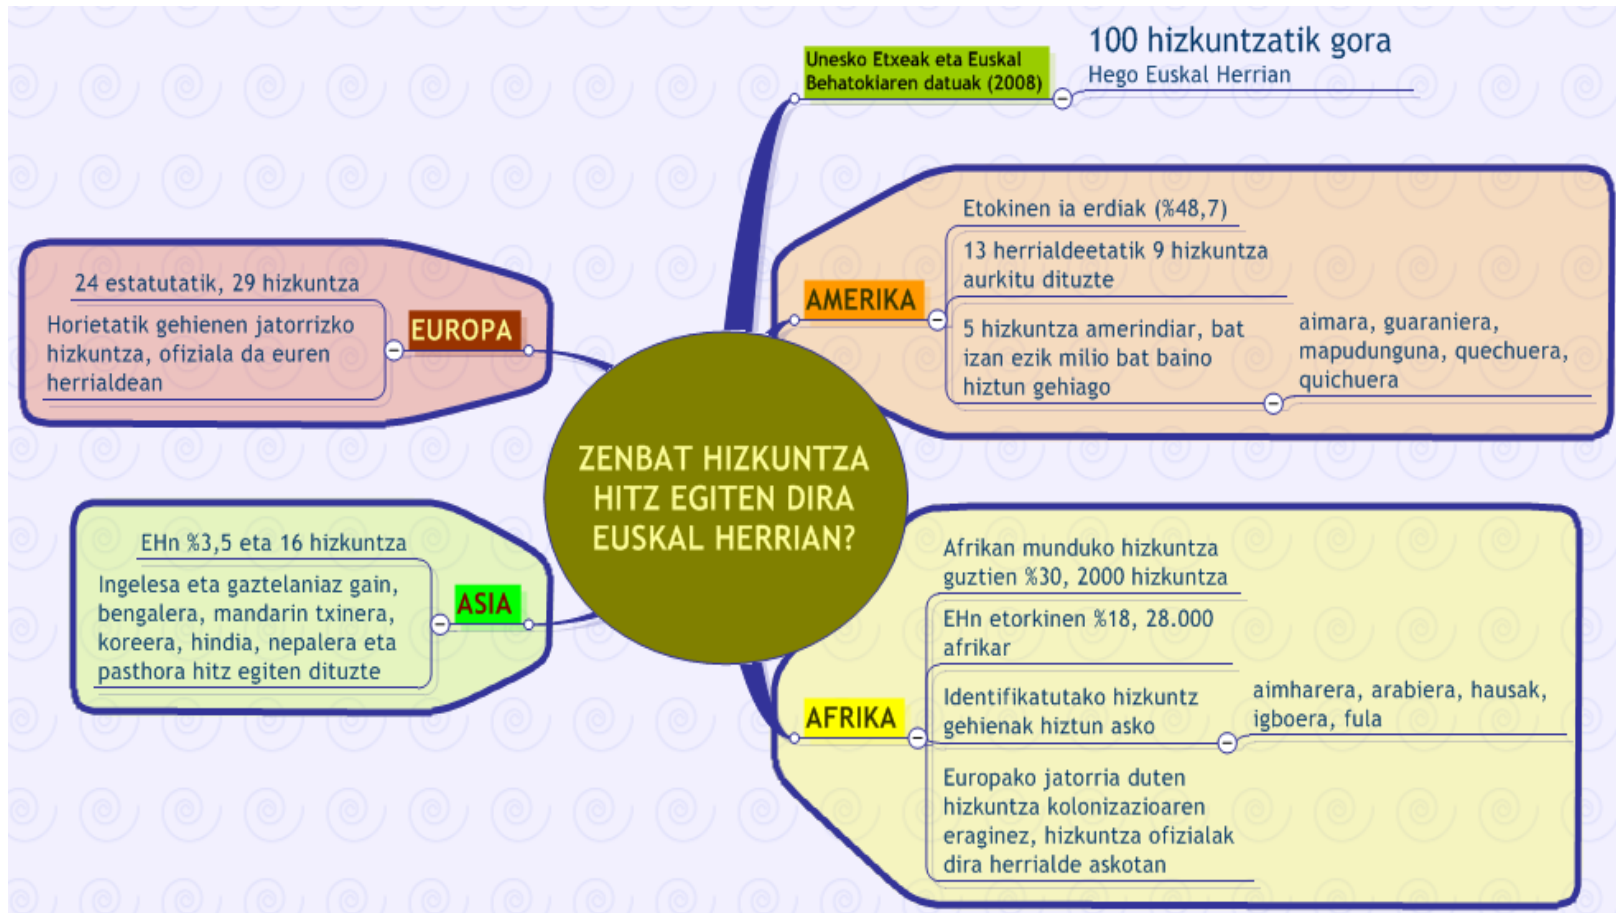 ZENBAT HIZKUNTZA
HITZ EGITEN DIRA
EUSKAL HERRIAN?
Unesko Etxeak eta Euskal
Behatokiaren datuak (2008)
100 hizkuntzatik gora
Hego Euskal Herrian
AMERIKA
Etokinen ia erdiak (%48,7)
13 herrialdeetatik 9 hizkuntza
aurkitu dituzte
5 hizkuntza amerindiar, bat
izan ezik milio bat baino
hiztun gehiago
aimara, guaraniera,
mapudunguna, quechuera,
quichuera
AFRIKA
Afrikan munduko hizkuntza
guztien %30, 2000 hizkuntza
EHn etorkinen %18, 28.000
afrikar
Identifikatutako hizkuntz
gehienak hiztun asko
aimharera, arabiera, hausak,
igboera, fula
Europako jatorria duten
hizkuntza kolonizazioaren
eraginez, hizkuntza ofizialak
dira herrialde askotan
EUROPA
24 estatutatik, 29 hizkuntza
Horietatik gehienen jatorrizko
hizkuntza, ofiziala da euren
herrialdean
ASIA
EHn %3,5 eta 16 hizkuntza
Ingelesa eta gaztelaniaz gain,
bengalera, mandarin txinera,
koreera, hindia, nepalera eta
pasthora hitz egiten dituzte